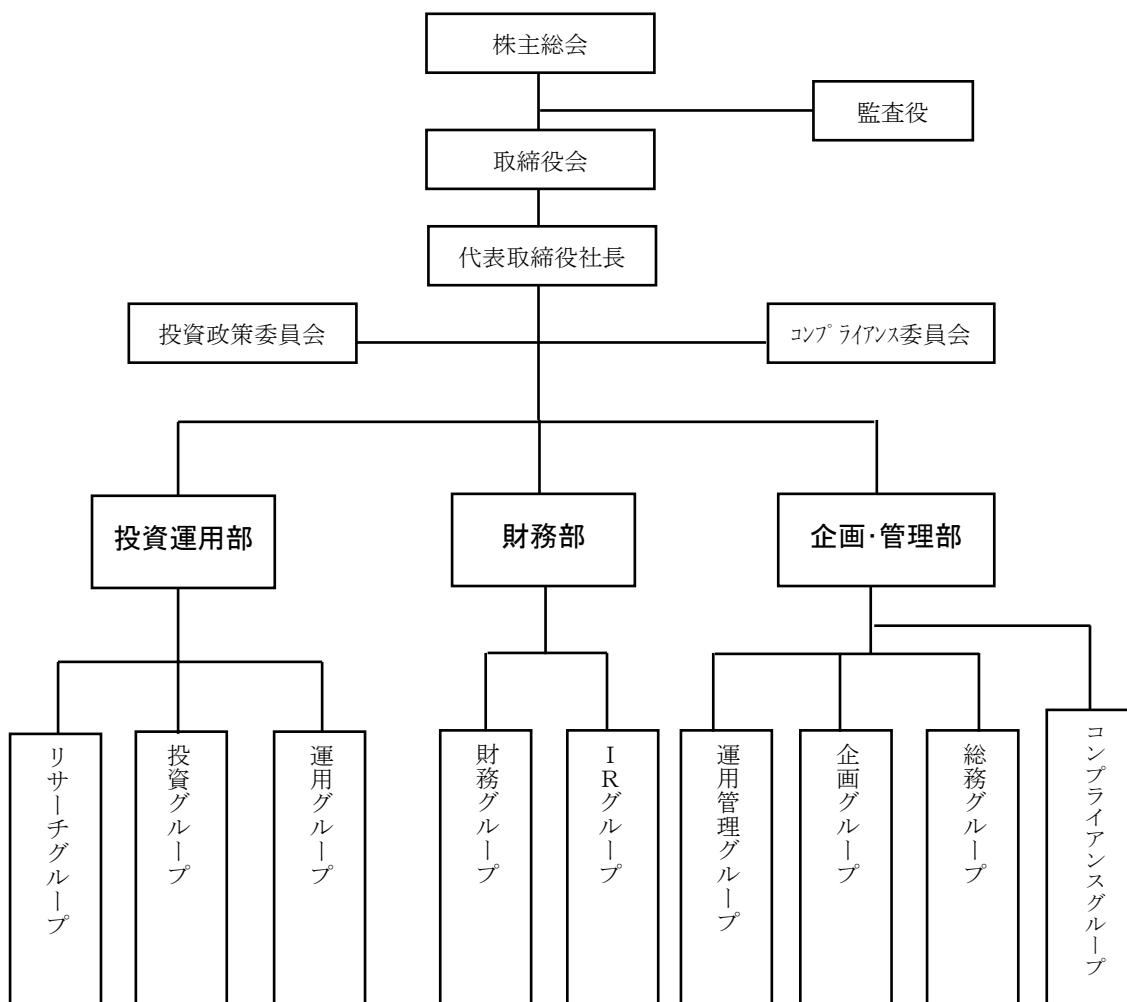 株主総会
監査役
取締役会
代表取締役社長
投資政策委員会
ｺﾝﾌﾟﾗｲｱﾝｽ委員会
投資運用部
財務部
企画・管理部
リサーチグループ
投資グループ
運用グループ
財務グループ
ＩＲグループ
運用管理グループ
企画グループ
総務グループ
コンプライアンスグループ